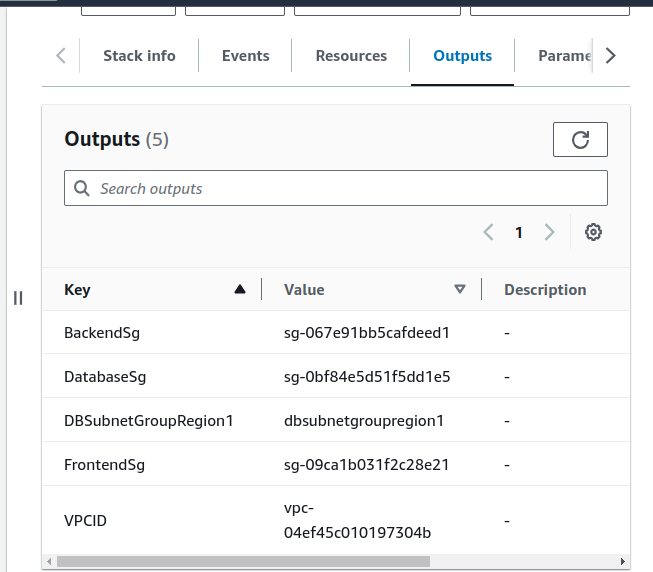 Stack info Events Resources Outputs Parame
Outputs (5)
Search outputs
1
Key Value Description
BackendSg sg-067e91bb5cafdeed1 -
DatabaseSg sg-0bf84e5d51f5dd1e5 -
DBSubnetGroupRegion1 dbsubnetgroupregion1 -
FrontendSg sg-09ca1b031f2c28e21 -
vpc-
VPCID -
04ef45c010197304b